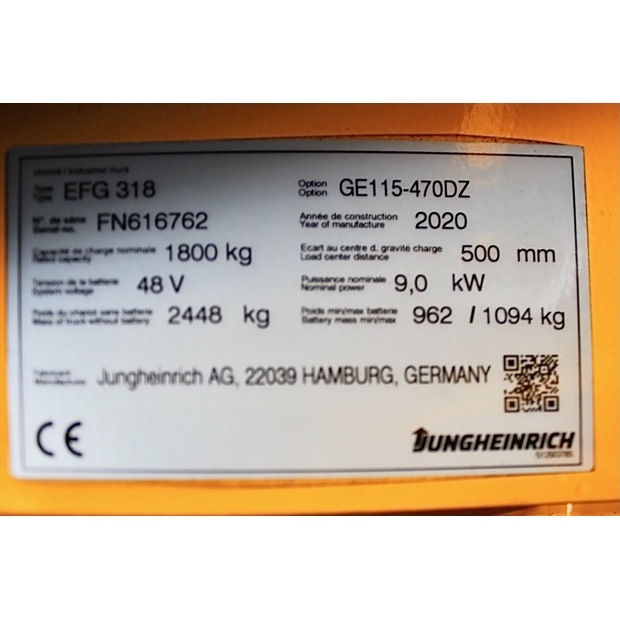 chariot / Industrial truck
Type EFG 318 Option GE115-470DZ
Type Option
N°. de série FN616762 Année de construction 2020
Serial no. Year of manufacture
Capacité de charge nominale 1800 kg Ecart au centre d. gravité charge 500 mm
Rated capacity Load center distance
Tension de la batterie 48 V Puissance nominale 9,0 kW
System voltage Nominal power
Poids du chariot sans batterie 2448 kg Poids min/max batterie 962 / 1094 kg
Mass of truck without battery Battery mass min/max
Fabricant Jungheinrich AG, 22039 HAMBURG, GERMANY
Manufacturer
CE JUNGHEINRICH